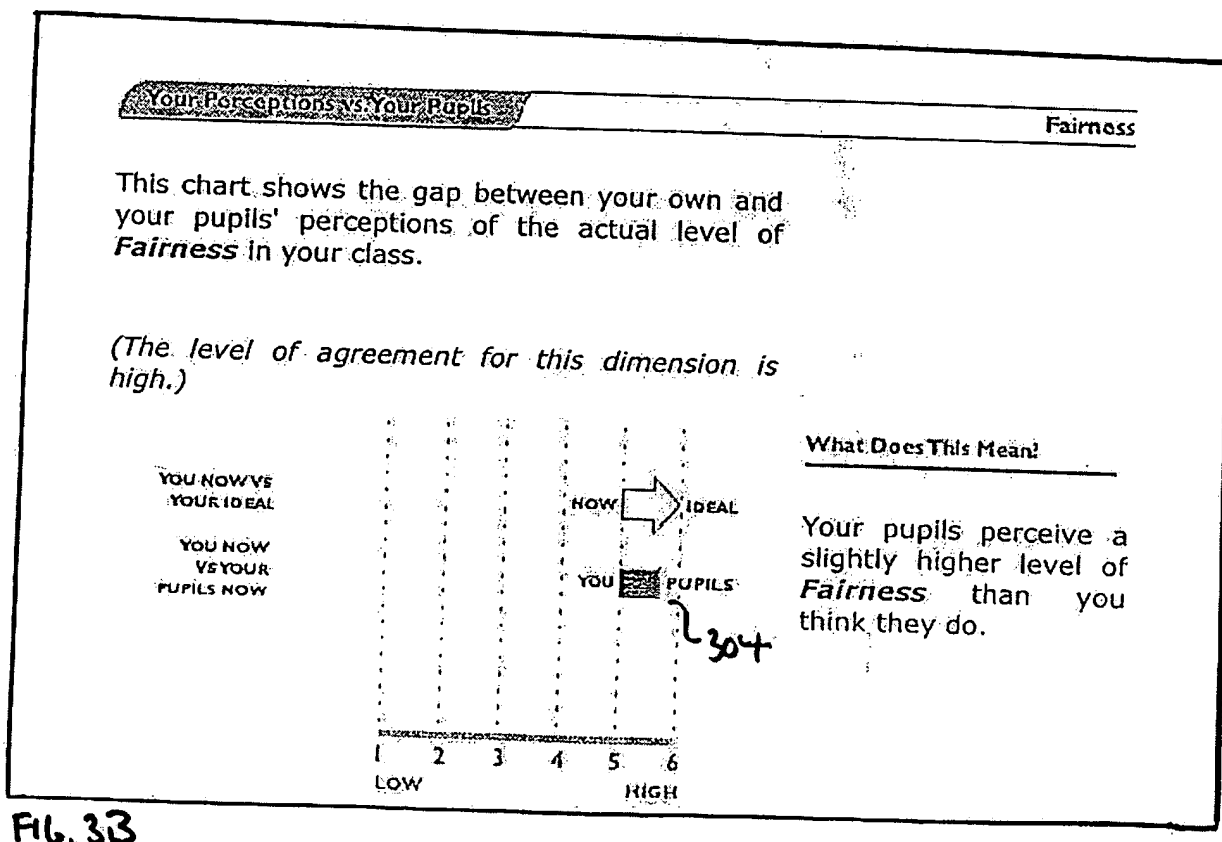 Your Perceptions vs. Your Pupils
Fairness
This chart shows the gap between your own and
your pupils' perceptions of the actual level of
Fairness in your class.
(The level of agreement for this dimension is
high.)
What Does This Mean?
YOU NOW VS
YOUR IDEAL
NOW
IDEAL
YOU NOW
VS YOUR
PUPILS NOW
YOU
PUPILS
Your pupils perceive a
slightly higher level of
Fairness than you
think they do.
304
1 2 3 4 5 6
LOW HIGH
FIG. 3B